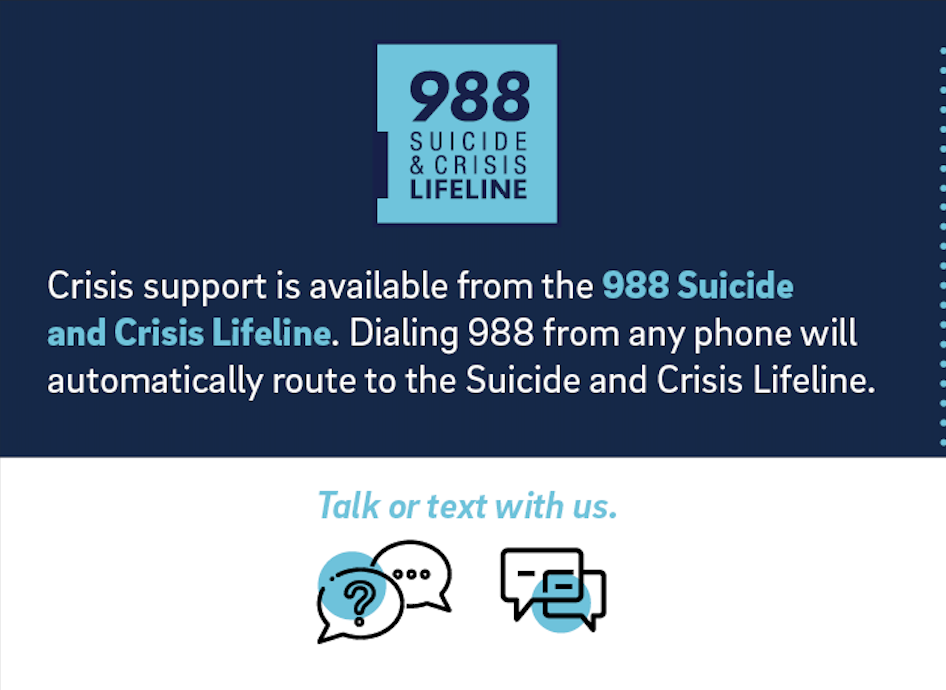 988
SUICIDE
& CRISIS
LIFELINE
Crisis support is available from the 988 Suicide
and Crisis Lifeline. Dialing 988 from any phone will
automatically route to the Suicide and Crisis Lifeline.
Talk or text with us.
?